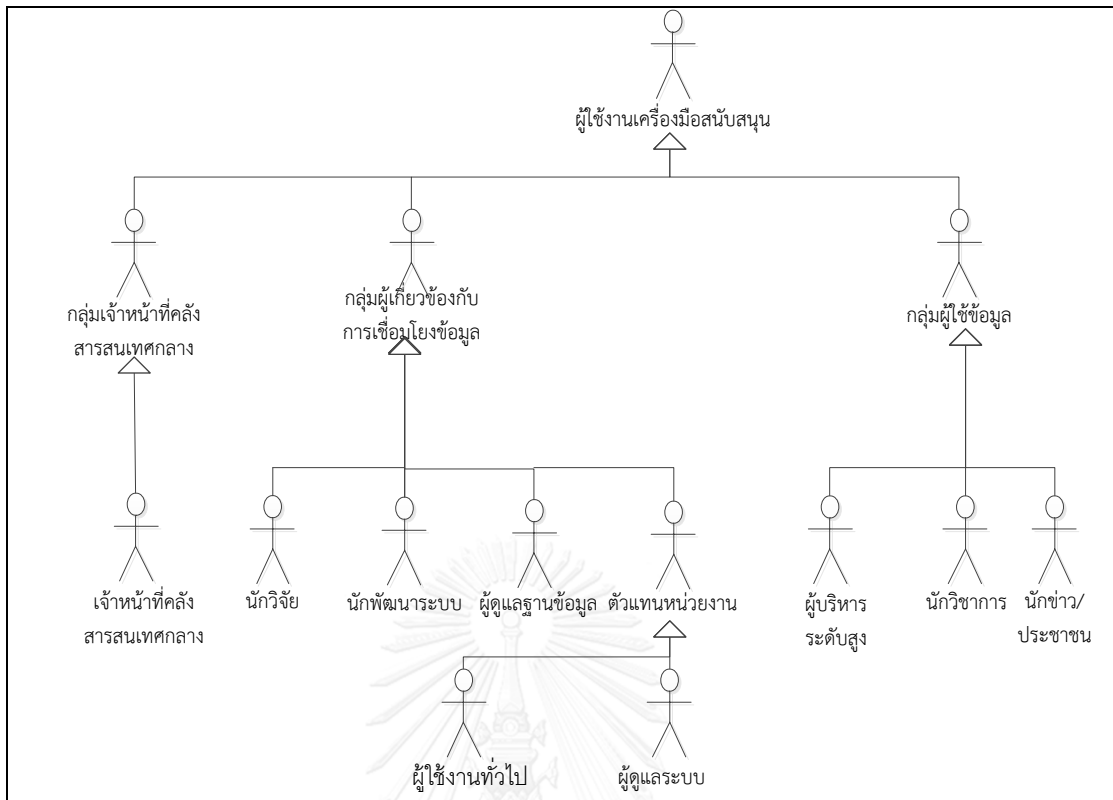 ผู้ใช้งานเครื่องมือสนับสนุน
กลุ่มเจ้าหน้าที่คลัง
สารสนเทศกลาง
กลุ่มผู้เกี่ยวข้องกับ
การเชื่อมโยงข้อมูล
กลุ่มผู้ใช้ข้อมูล
เจ้าหน้าที่คลัง
สารสนเทศกลาง
นักวิจัย
นักพัฒนาระบบ
ผู้ดูแลฐานข้อมูล
ตัวแทนหน่วยงาน
ผู้บริหาร
ระดับสูง
นักวิชาการ
นักข่าว/
ประชาชน
ผู้ใช้งานทั่วไป
ผู้ดูแลระบบ